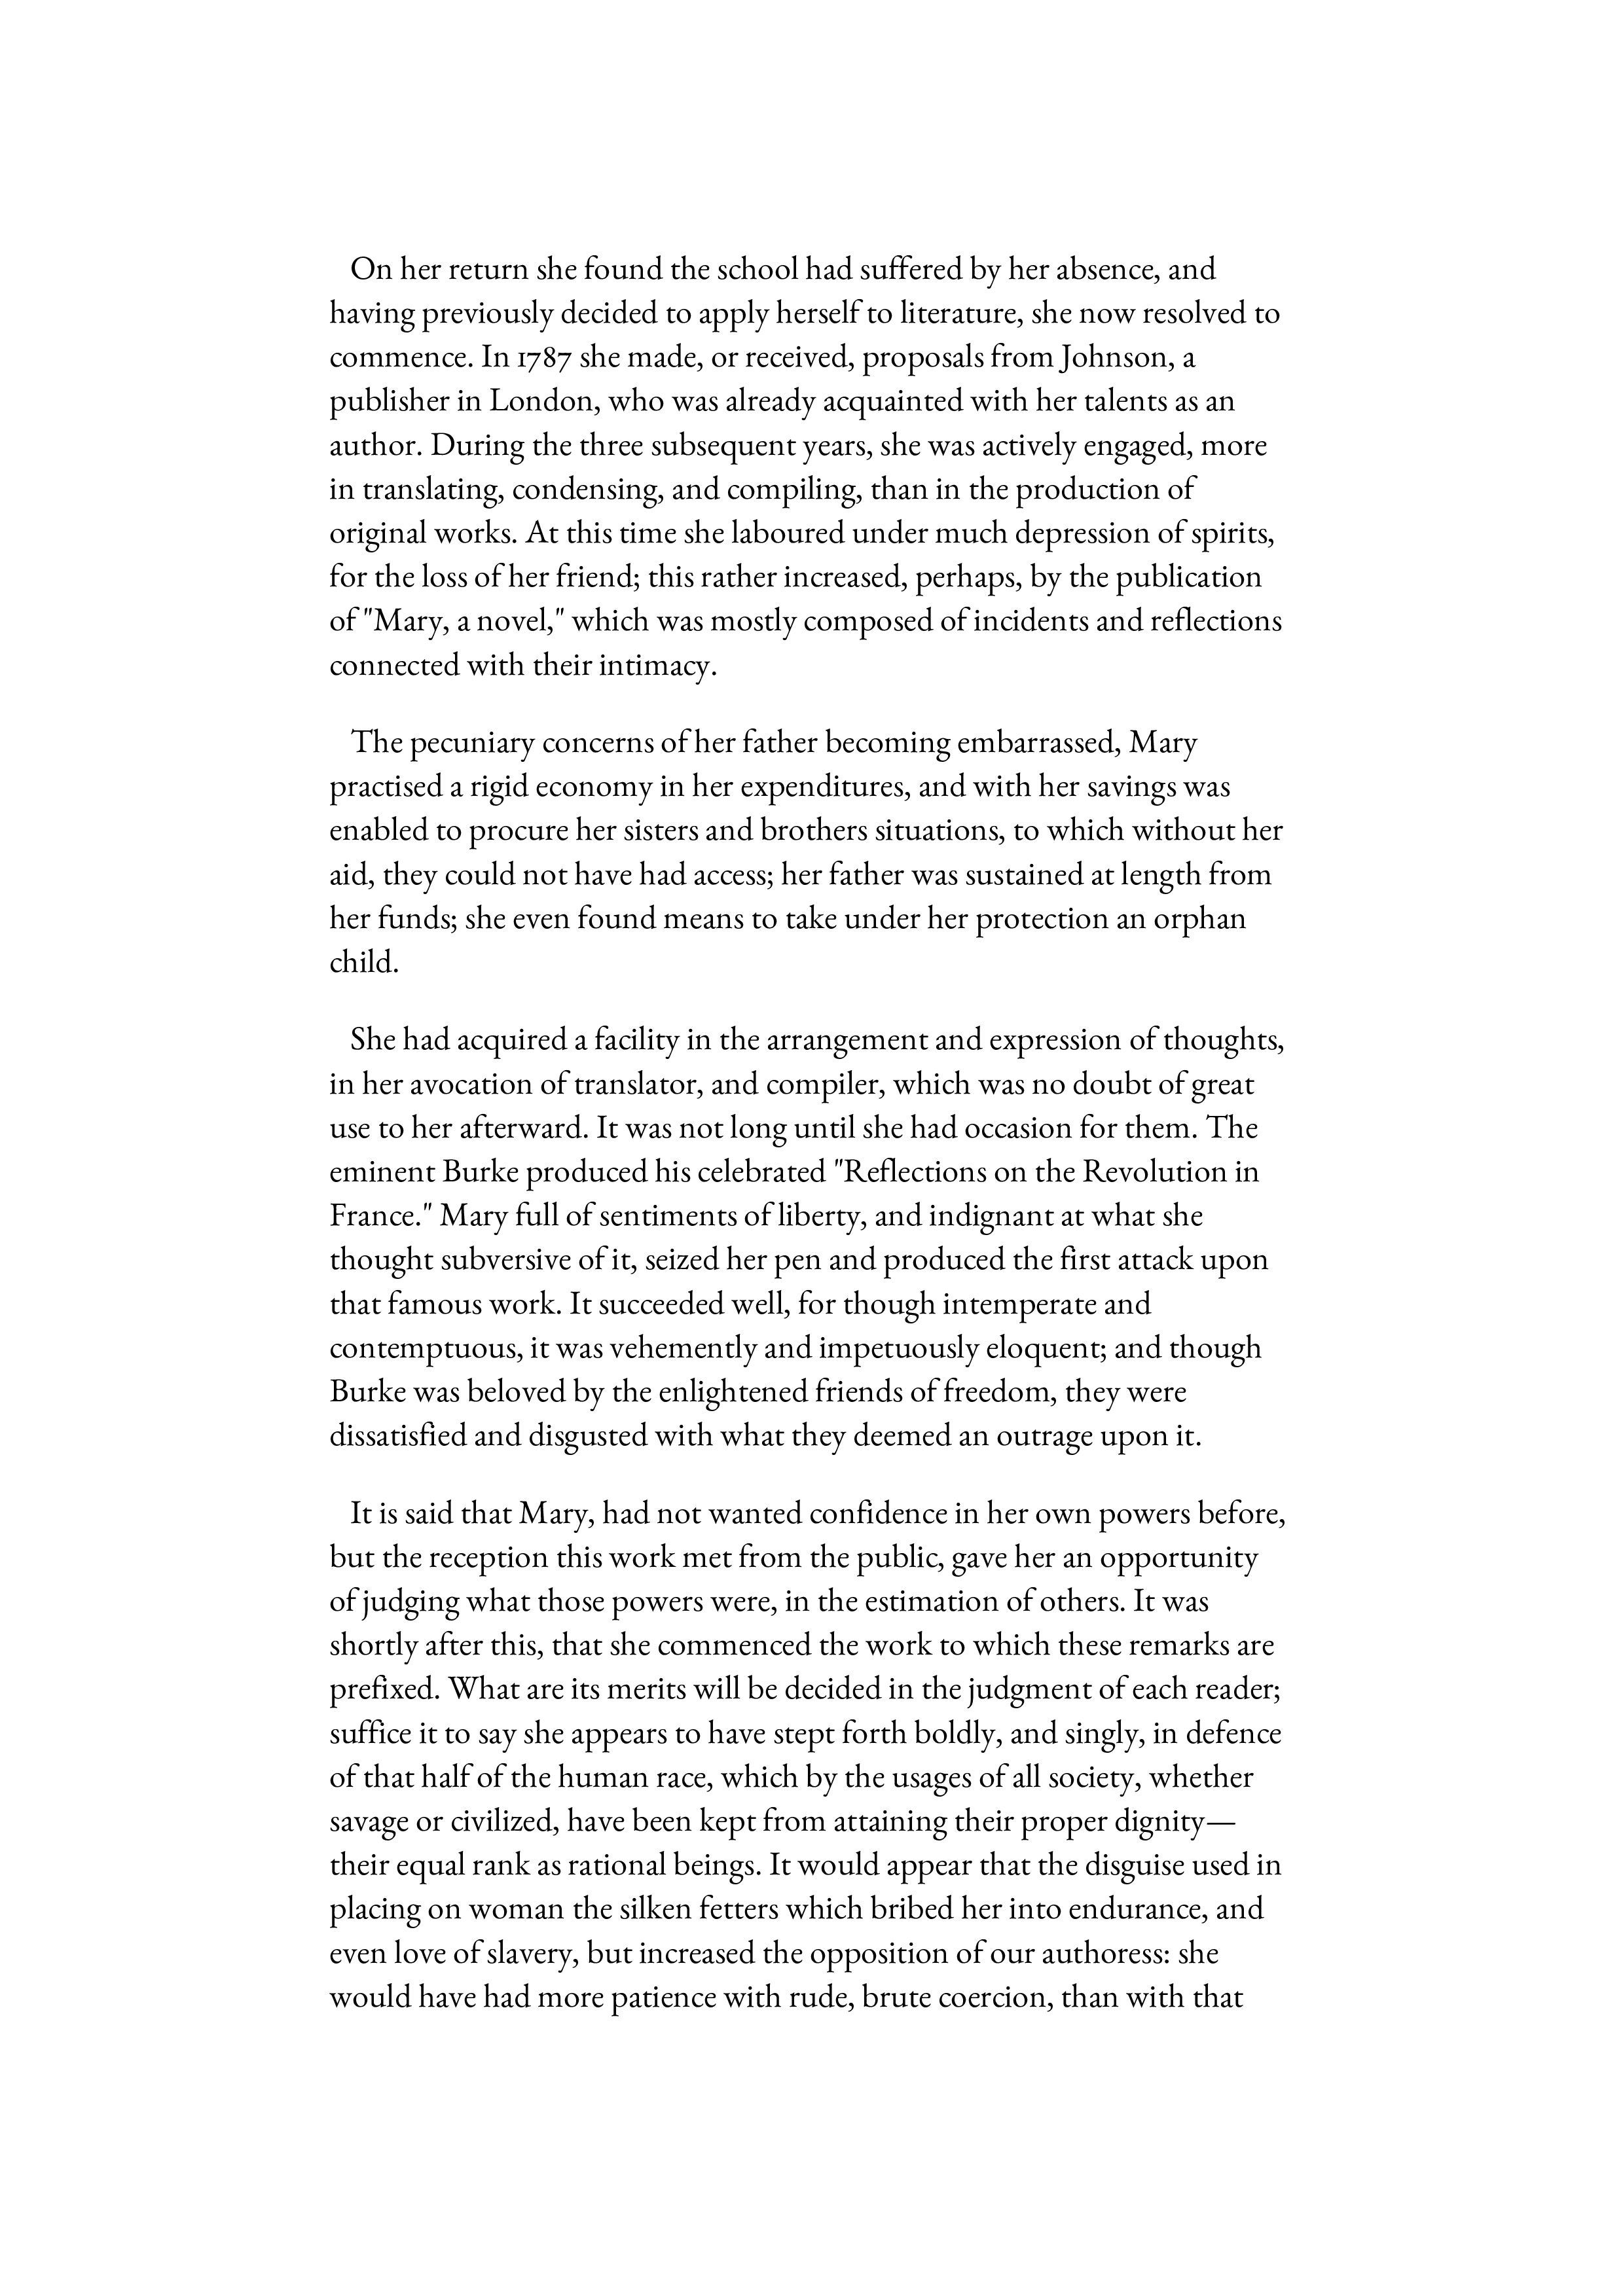 On her return she found the school had suffered by her absence, and
having previously decided to apply herself to literature, she now resolved to
commence. In 1787 she made, or received, proposals from Johnson, a
publisher in London, who was already acquainted with her talents as an
author. During the three subsequent years, she was actively engaged, more
in translating, condensing, and compiling, than in the production of
original works. At this time she laboured under much depression of spirits,
for the loss of her friend; this rather increased, perhaps, by the publication
of "Mary, a novel," which was mostly composed of incidents and reflections
connected with their intimacy.
The pecuniary concerns of her father becoming embarrassed, Mary
practised a rigid economy in her expenditures, and with her savings was
enabled to procure her sisters and brothers situations, to which without her
aid, they could not have had access; her father was sustained at length from
her funds; she even found means to take under her protection an orphan
child.
She had acquired a facility in the arrangement and expression of thoughts,
in her avocation of translator, and compiler, which was no doubt of great
use to her afterward. It was not long until she had occasion for them. The
eminent Burke produced his celebrated "Reflections on the Revolution in
France." Mary full of sentiments of liberty, and indignant at what she
thought subversive of it, seized her pen and produced the first attack upon
that famous work. It succeeded well, for though intemperate and
contemptuous, it was vehemently and impetuously eloquent; and though
Burke was beloved by the enlightened friends of freedom, they were
dissatisfied and disgusted with what they deemed an outrage upon it.
It is said that Mary, had not wanted confidence in her own powers before,
but the reception this work met from the public, gave her an opportunity
of judging what those powers were, in the estimation of others. It was
shortly after this, that she commenced the work to which these remarks are
prefixed. What are its merits will be decided in the judgment of each reader;
suffice it to say she appears to have stept forth boldly, and singly, in defence
of that half of the human race, which by the usages of all society, whether
savage or civilized, have been kept from attaining their proper dignity—
their equal rank as rational beings. It would appear that the disguise used in
placing on woman the silken fetters which bribed her into endurance, and
even love of slavery, but increased the opposition of our authoress: she
would have had more patience with rude, brute coercion, than with that